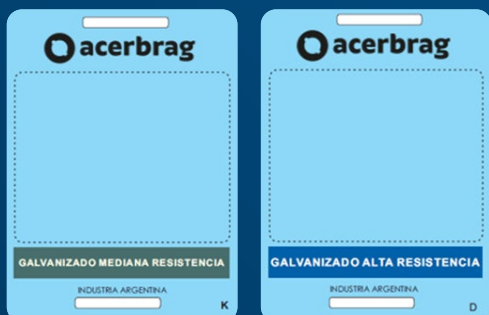 acerbrag
GALVANIZADO MEDIANA RESISTENCIA
INDUSTRIA ARGENTINA
K
acerbrag
GALVANIZADO ALTA RESISTENCIA
INDUSTRIA ARGENTINA
D